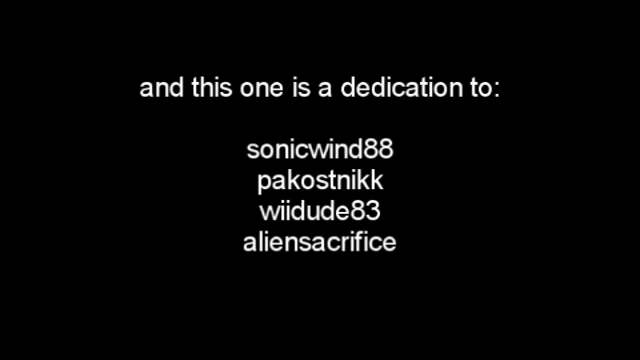 and this one is a dedication to:
sonicwind88
pakostnikk
wiidude83
aliensacrifice